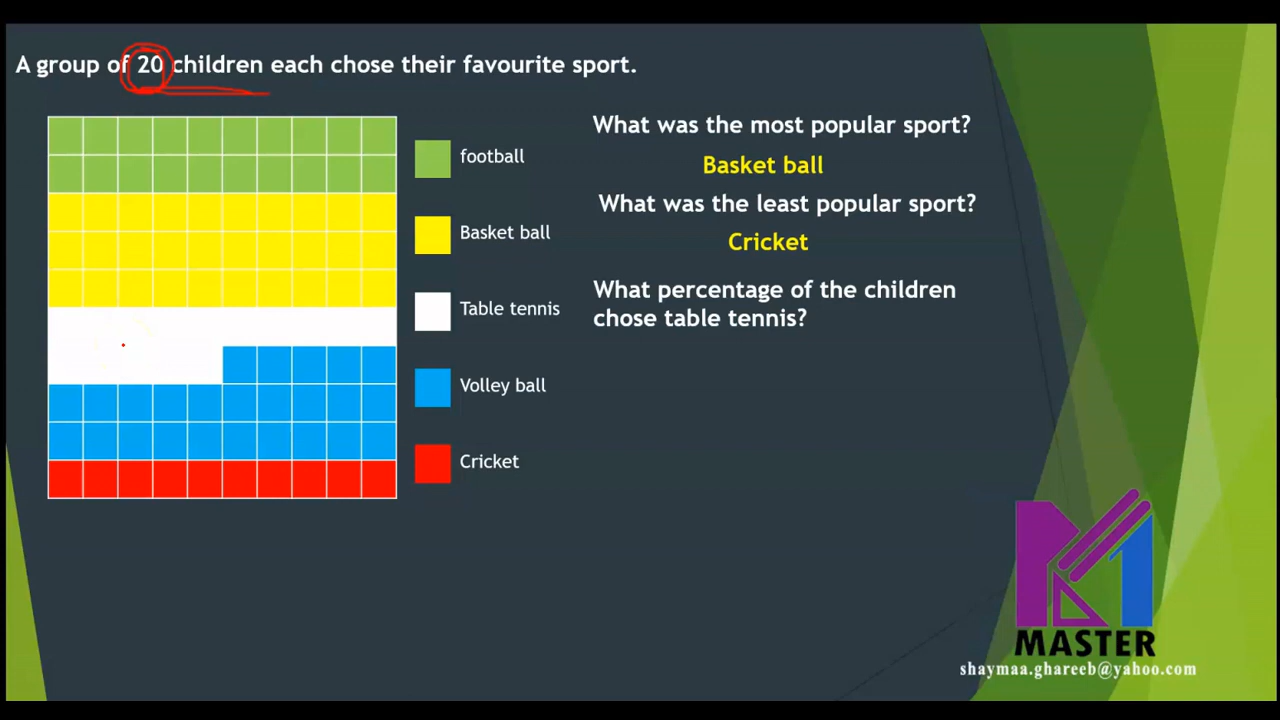 A group of 20 children each chose their favourite sport.
football
Basket ball
Table tennis
Volley ball
Cricket
What was the most popular sport?
Basket ball
What was the least popular sport?
Cricket
What percentage of the children
chose table tennis?
M1
MASTER
shaymaa.ghareeb@yahoo.com